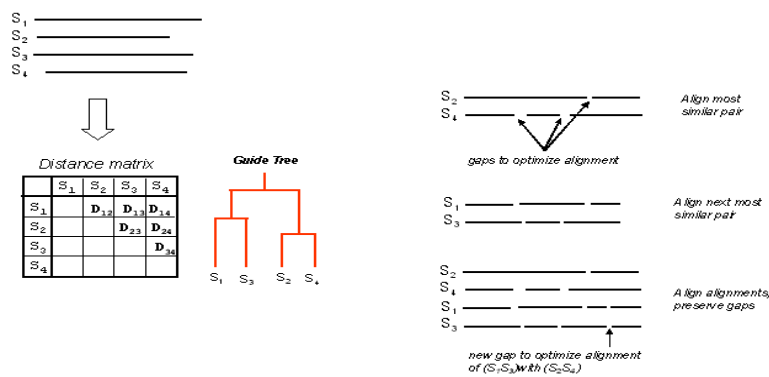 S1
S2
S3
S4
Distance matrix
S1 S2 S3 S4
S1 D12 D13 D14
S2 D23 D24
S3 D34
S4
Guide Tree
S1 S3 S2 S4
S2
S4
Align most
similar pair
gaps to optimize alignment
S1
S3
Align next most
similar pair
S2
S4
S1
S3
Align alignments,
preserve gaps
new gap to optimize alignment
of (S1S3)with (S2S4)